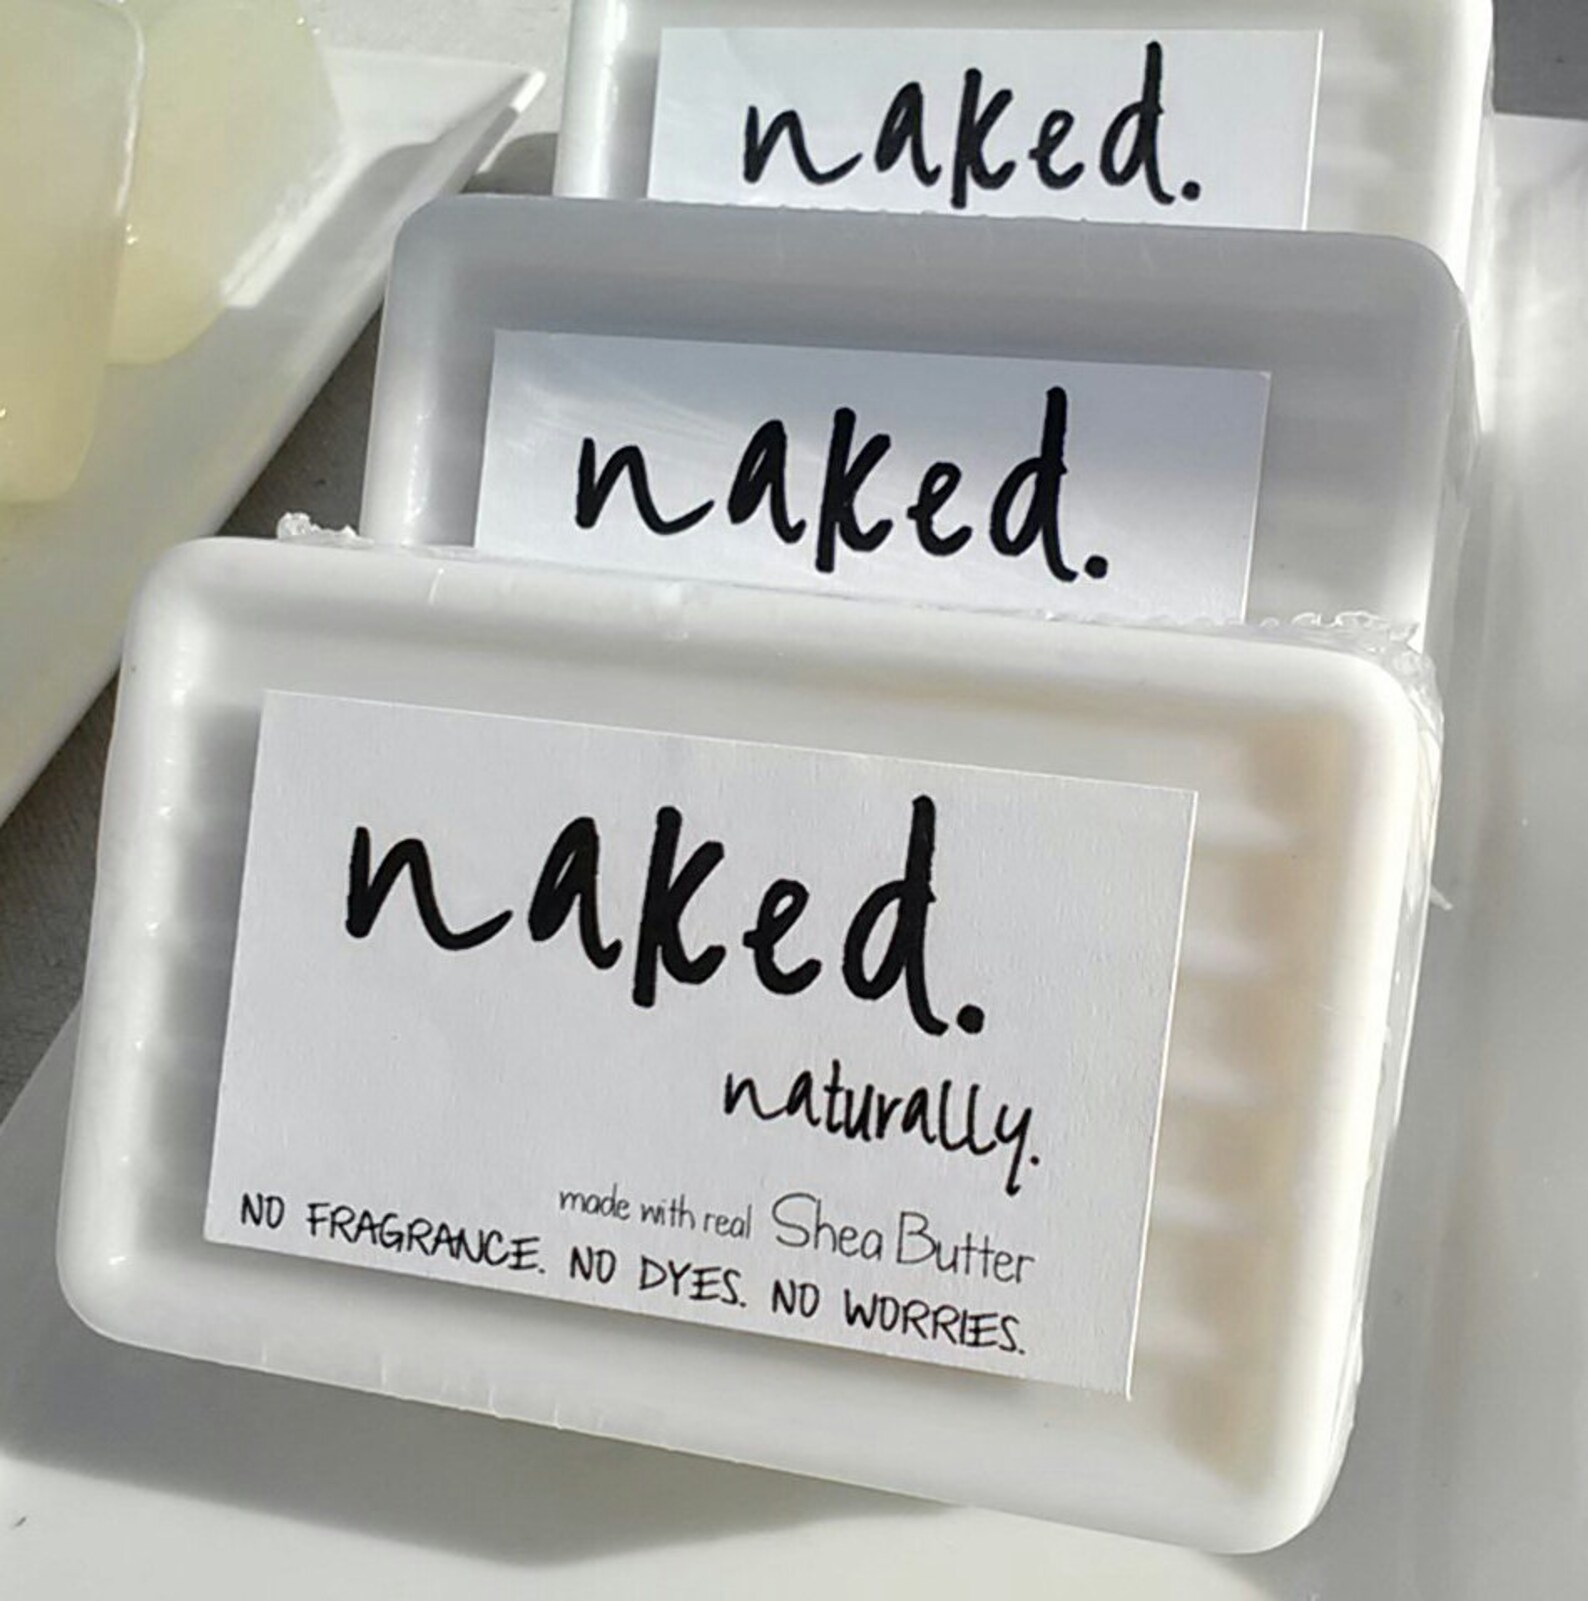 naked.
naked.
naked.
naturally.
made with real Shea Butter
NO FRAGRANCE. NO DYES. NO WORRIES.